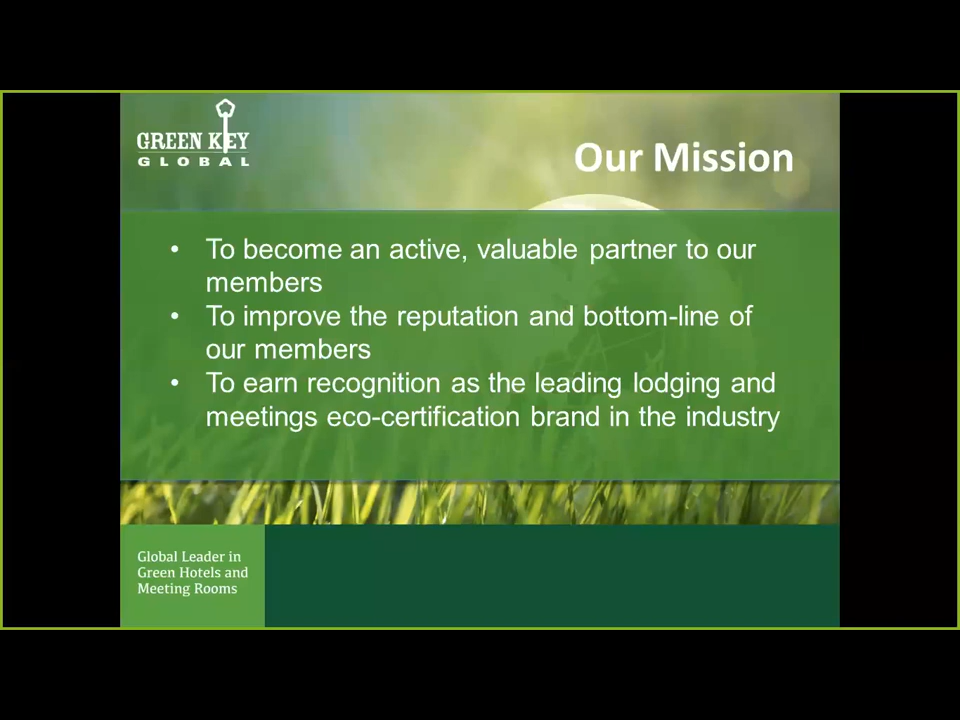 GREEN KEY
GLOBAL
Our Mission
• To become an active, valuable partner to our
members
• To improve the reputation and bottom-line of
our members
• To earn recognition as the leading lodging and
meetings eco-certification brand in the industry
Global Leader in
Green Hotels and
Meeting Rooms